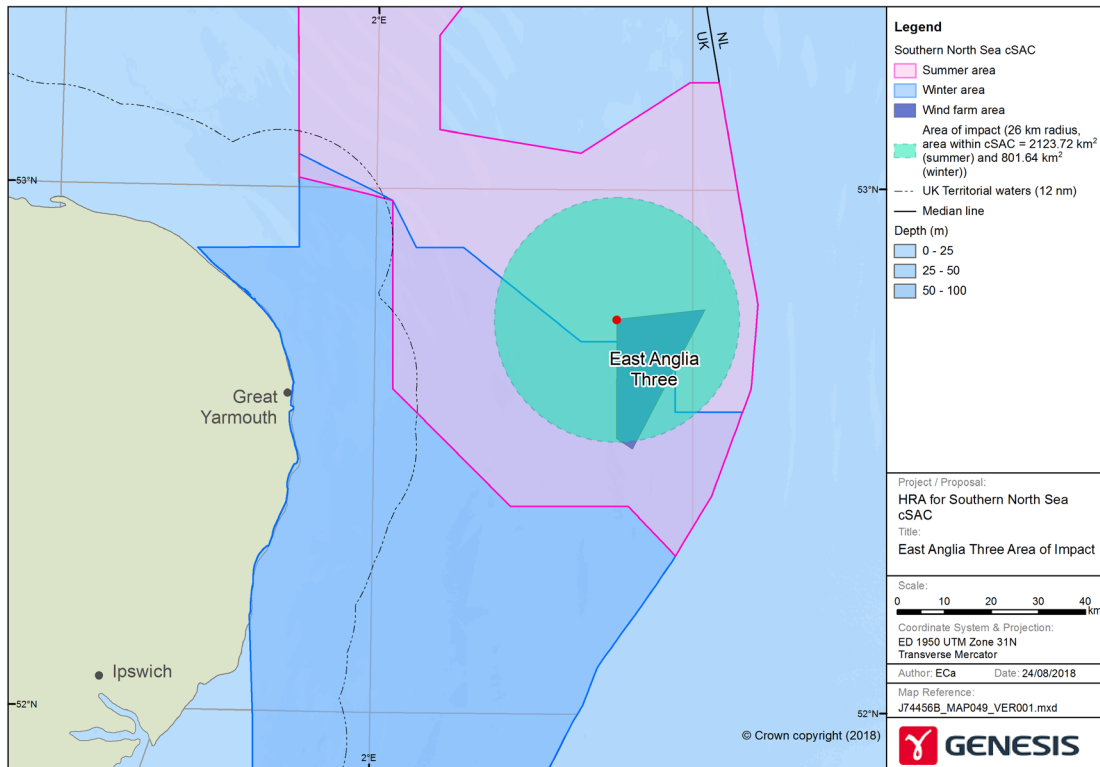 2°E
UK
NL
53°N
53°N
East Anglia
Three
Great
Yarmouth
Ipswich
52°N
52°N
2°E
© Crown copyright (2018)
Legend
Southern North Sea cSAC
Summer area
Winter area
Wind farm area
Area of impact (26 km radius,
area within cSAC = 2123.72 km²
(summer) and 801.64 km²
(winter))
UK Territorial waters (12 nm)
Median line
Depth (m)
0 - 25
25 - 50
50 - 100
Project / Proposal:
HRA for Southern North Sea
cSAC
Title:
East Anglia Three Area of Impact
Scale:
0 10 20 30 40
km
Coordinate System & Projection:
ED 1950 UTM Zone 31N
Transverse Mercator
Author: ECa Date: 24/08/2018
Map Reference:
J74456B_MAP049_VER001.mxd
GENESIS